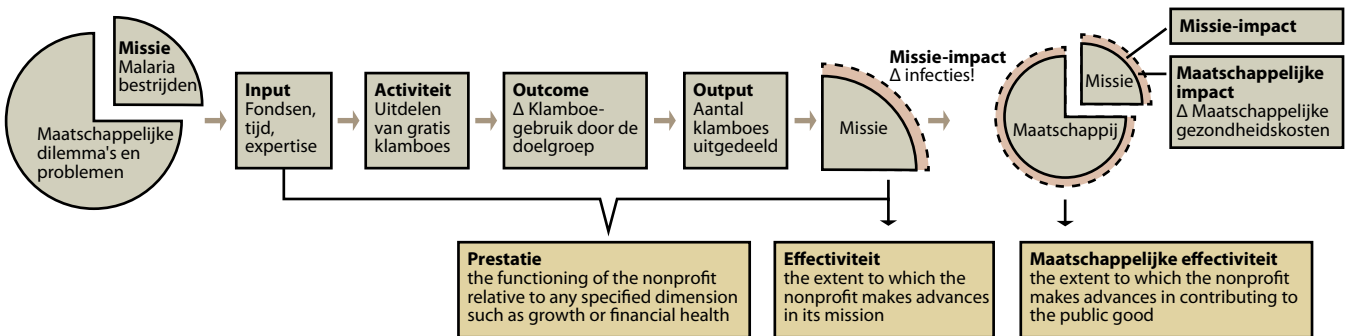 Missie
Malaria
bestrijden
Maatschappelijke
dilemma's en
problemen
Input
Fondsen,
tijd,
expertise
Activiteit
Uitdelen
van gratis
klamboes
Outcome
Δ Klamboe-
gebruik door de
doelgroep
Output
Aantal
klamboes
uitgedeeld
Missie-impact
Δ infecties!
Missie
Maatschappij
Missie
Missie-impact
Maatschappelijke
impact
Δ Maatschappelijke
gezondheidskosten
Prestatie
the functioning of the nonprofit
relative to any specified dimension
such as growth or financial health
Effectiviteit
the extent to which the
nonprofit makes advances
in its mission
Maatschappelijke effectiviteit
the extent to which the nonprofit
makes advances in contributing to
the public good